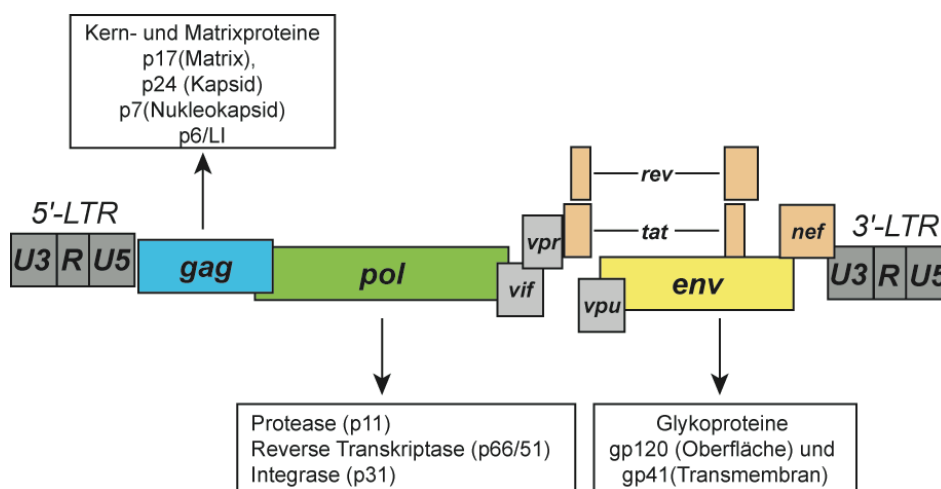 Kern- und Matrixproteine
p17(Matrix),
p24 (Kapsid)
p7(Nukleokapsid)
p6/LI
rev
5'-LTR
vpr
tat
nef
3'-LTR
U3 R U5
gag
pol
vif
vpu
env
U3 R U5
Protease (p11)
Reverse Transkriptase (p66/51)
Integrase (p31)
Glykoproteine
gp120 (Oberfläche) und
gp41(Transmembran)